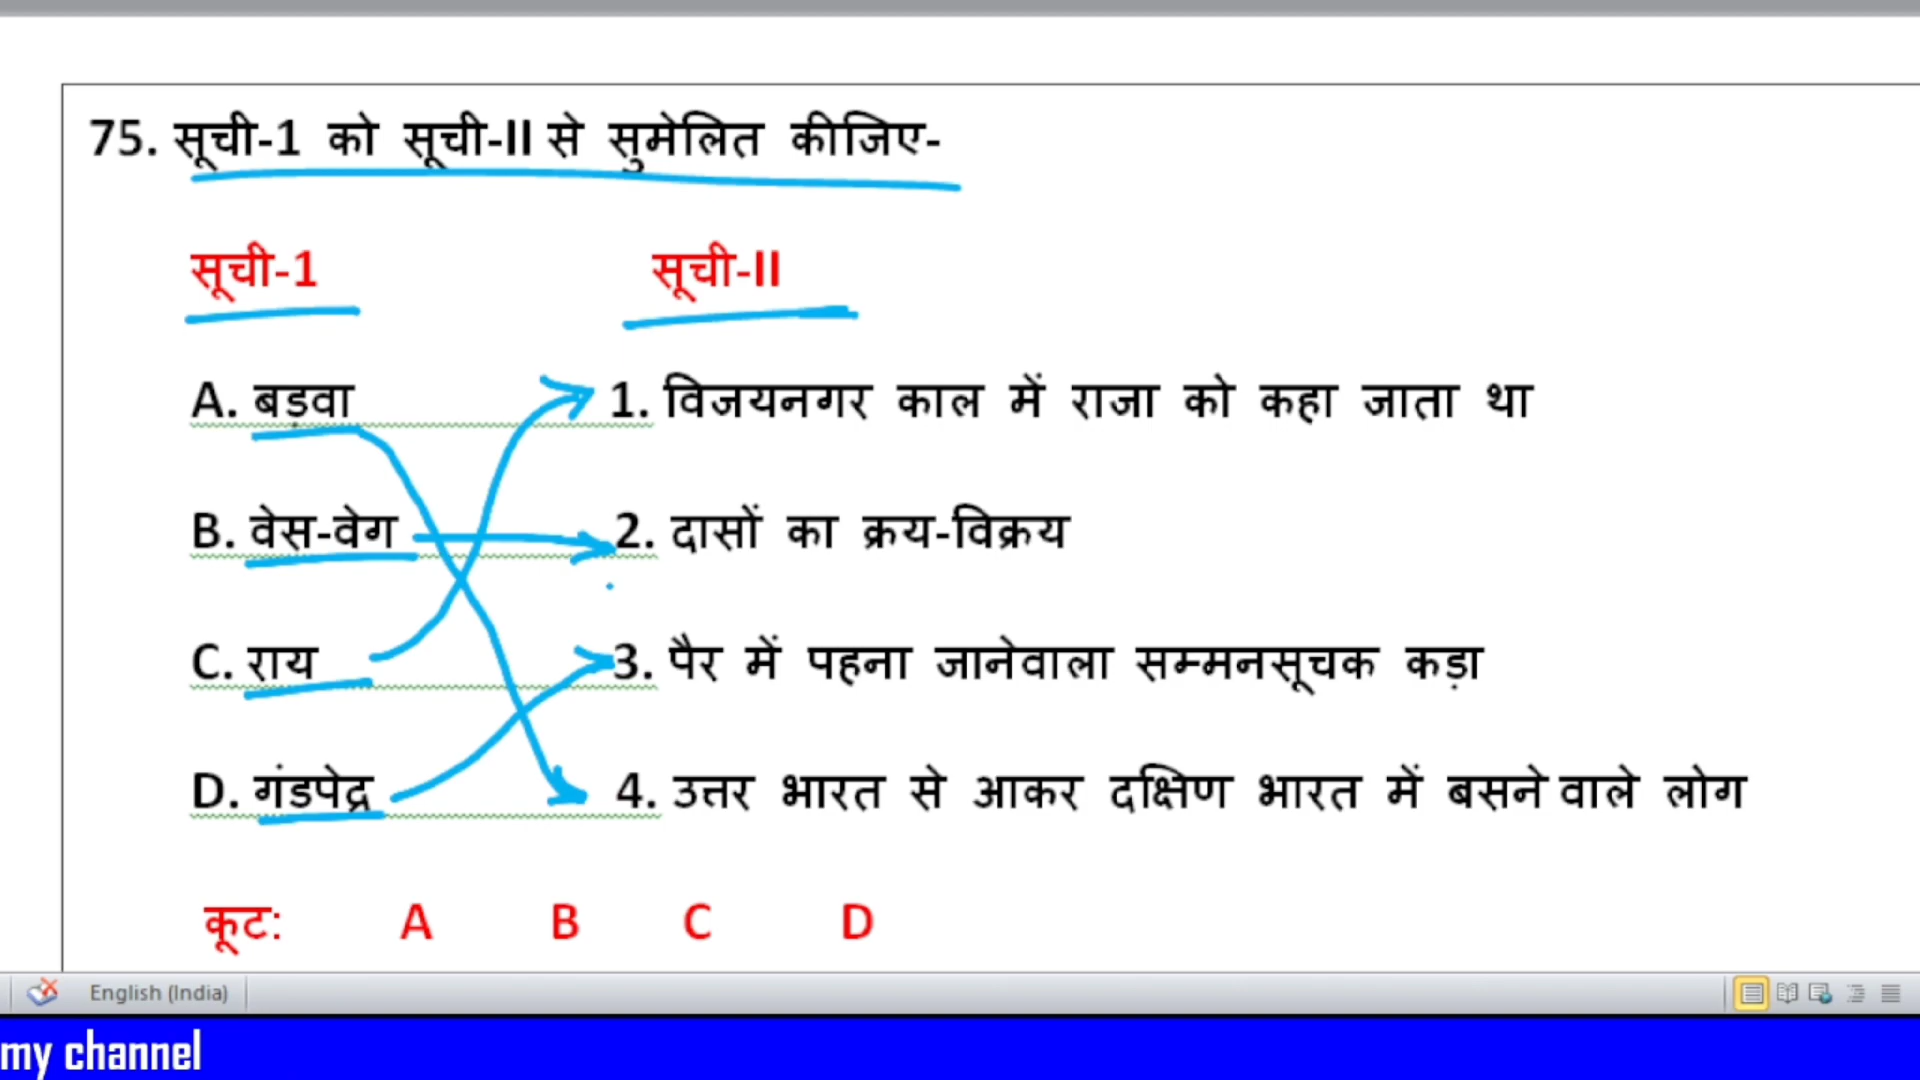 75. सूची-1 को सूची-II से सुमेलित कीजिए-
सूची-1 सूची-II
A. बड़वा 1. विजयनगर काल में राजा को कहा जाता था
B. वेस-वेग 2. दासों का क्रय-विक्रय
C. राय 3. पैर में पहना जानेवाला सम्मनसूचक कड़ा
D. गंडपेद्र 4. उत्तर भारत से आकर दक्षिण भारत में बसने वाले लोग
कूट: A B C D
English (India)
my channel